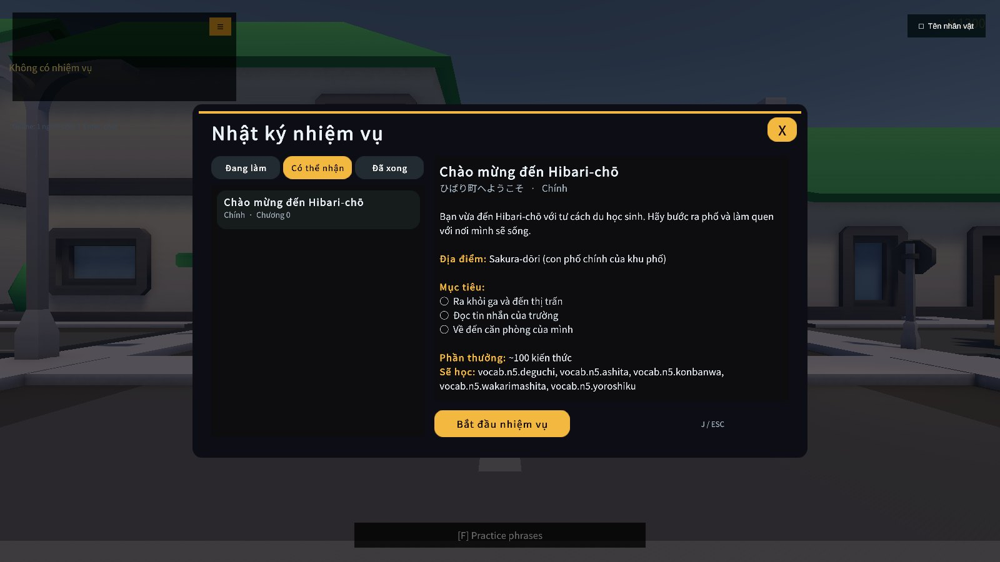 ≡
Tên nhân vật
Không có nhiệm vụ
Nhật ký nhiệm vụ
X
Đang làm
Có thể nhận
Đã xong
Chào mừng đến Hibari-chō
Chính · Chương 0
Chào mừng đến Hibari-chō
ひばり町へようこそ · Chính
Bạn vừa đến Hibari-chō với tư cách du học sinh. Hãy bước ra phố và làm quen
với nơi mình sẽ sống.
Địa điểm: Sakura-dōri (con phố chính của khu phố)
Mục tiêu:
○ Ra khỏi ga và đến thị trấn
○ Đọc tin nhắn của trường
○ Về đến căn phòng của mình
Phần thưởng: ~100 kiến thức
Sẽ học: vocab.n5.deguchi, vocab.n5.ashita, vocab.n5.konbanwa,
vocab.n5.wakarimashita, vocab.n5.yoroshiku
Bắt đầu nhiệm vụ
J / ESC
[F] Practice phrases